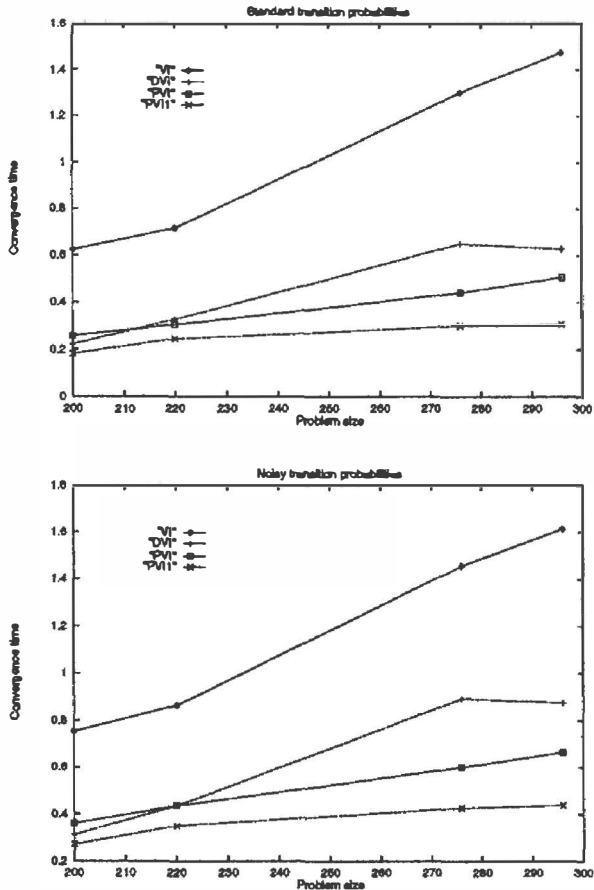 Standard transition probabilities
1.6
1.4
1.2
1
0.8
0.6
0.4
0.2
0
Convergence time
"VI"
"DVI"
"PVI"
"PVI1"
200 210 220 230 240 250 260 270 280 290 300
Problem size
Noisy transition probabilities
1.8
1.6
1.4
1.2
1
0.8
0.6
0.4
0.2
Convergence time
"VI"
"DVI"
"PVI"
"PVI1"
200 210 220 230 240 250 260 270 280 290 300
Problem size